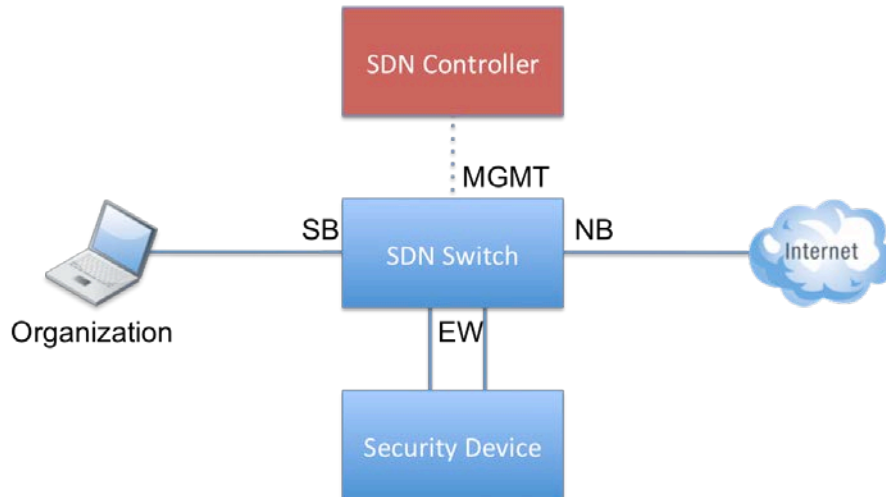 SDN Controller
MGMT
SB
NB
SDN Switch
Internet
Organization
EW
Security Device